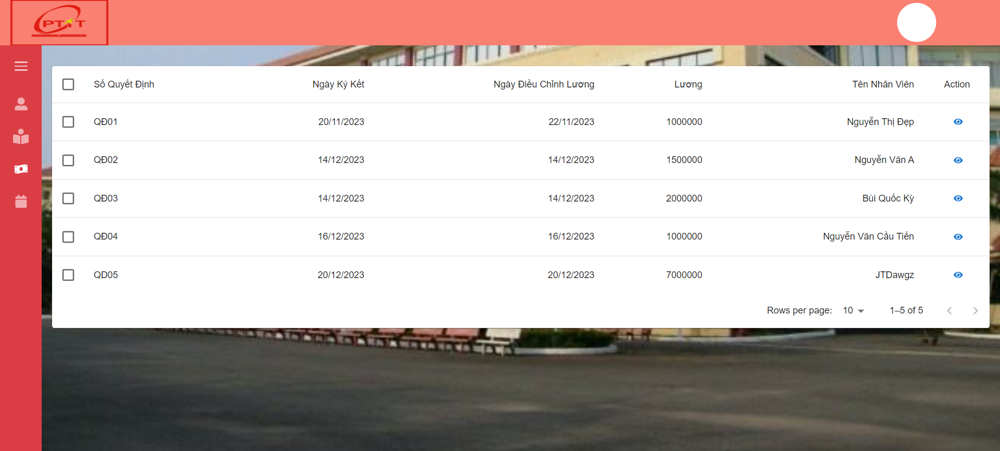 PTIT
Số Quyết Định Ngày Ký Kết Ngày Điều Chỉnh Lương Lương Tên Nhân Viên Action
QĐ01 20/11/2023 22/11/2023 1000000 Nguyễn Thị Đẹp
QĐ02 14/12/2023 14/12/2023 1500000 Nguyễn Văn A
QĐ03 14/12/2023 14/12/2023 2000000 Bùi Quốc Kỳ
QĐ04 16/12/2023 16/12/2023 1000000 Nguyễn Văn Cầu Tiến
QD05 20/12/2023 20/12/2023 7000000 JTDawgz
Rows per page: 10 1–5 of 5